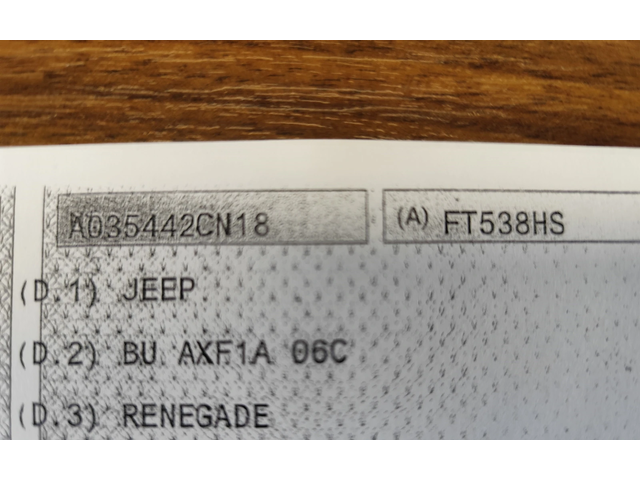 A035442CN18 (A) FT538HS
(D.1) JEEP
(D.2) BU AXF1A 06C
(D.3) RENEGADE